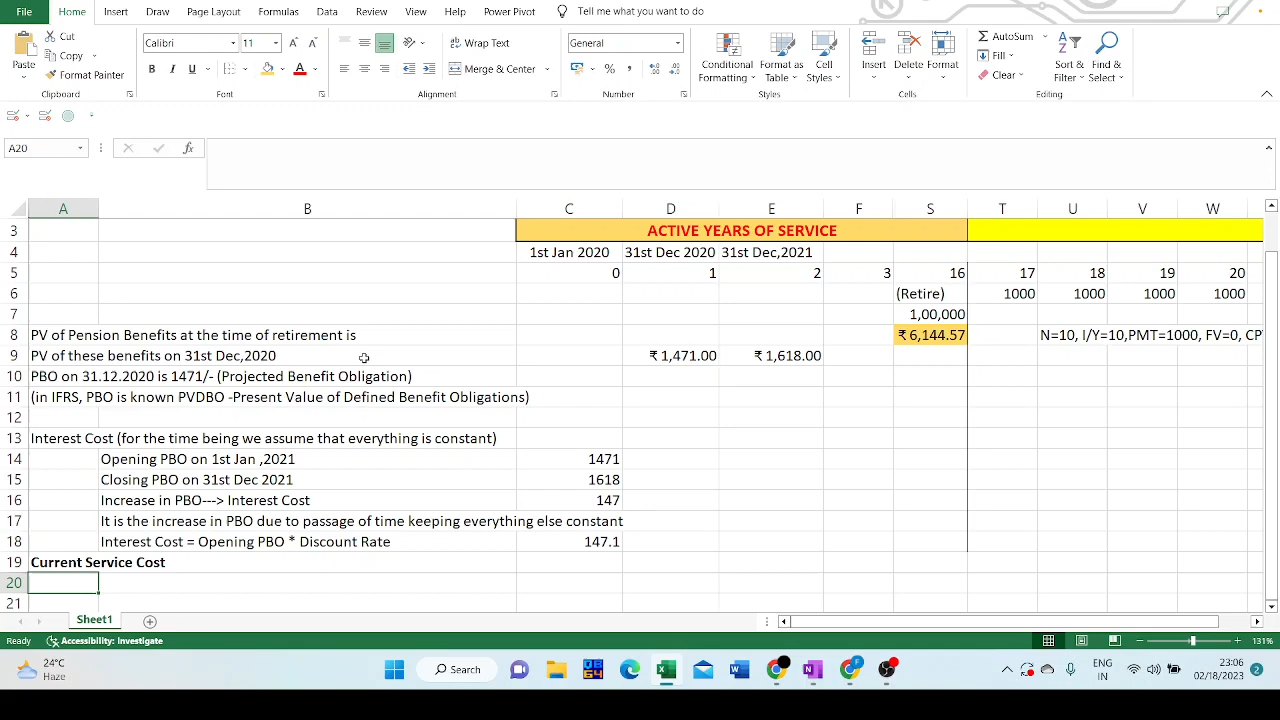 File Home Insert Draw Page Layout Formulas Data Review View Help Power Pivot Tell me what you want to do
Cut
Copy
Format Painter
Paste
Calibri 11
B I U
Wrap Text
Merge & Center
General
% ,
Conditional Formatting
Format as Table
Cell Styles
Insert Delete Format
AutoSum
Fill
Clear
Sort & Filter
Find & Select
Clipboard Font Alignment Number Styles Cells Editing
A20 fx
A B C D E F S T U V W
3 ACTIVE YEARS OF SERVICE
4 1st Jan 2020 31st Dec 2020 31st Dec,2021
5 0 1 2 3 16 17 18 19 20
6 (Retire) 1000 1000 1000 1000
7 1,00,000
8 PV of Pension Benefits at the time of retirement is ₹ 6,144.57 N=10, I/Y=10,PMT=1000, FV=0, CP
9 PV of these benefits on 31st Dec,2020 ₹ 1,471.00 ₹ 1,618.00
10 PBO on 31.12.2020 is 1471/- (Projected Benefit Obligation)
11 (in IFRS, PBO is known PVDBO -Present Value of Defined Benefit Obligations)
12
13 Interest Cost (for the time being we assume that everything is constant)
14 Opening PBO on 1st Jan ,2021 1471
15 Closing PBO on 31st Dec 2021 1618
16 Increase in PBO---> Interest Cost 147
17 It is the increase in PBO due to passage of time keeping everything else constant
18 Interest Cost = Opening PBO * Discount Rate 147.1
19 Current Service Cost
20
21
Sheet1
Ready Accessibility: Investigate 131%
24°C
Haze
Search
ENG
IN
23:06
02/18/2023
2